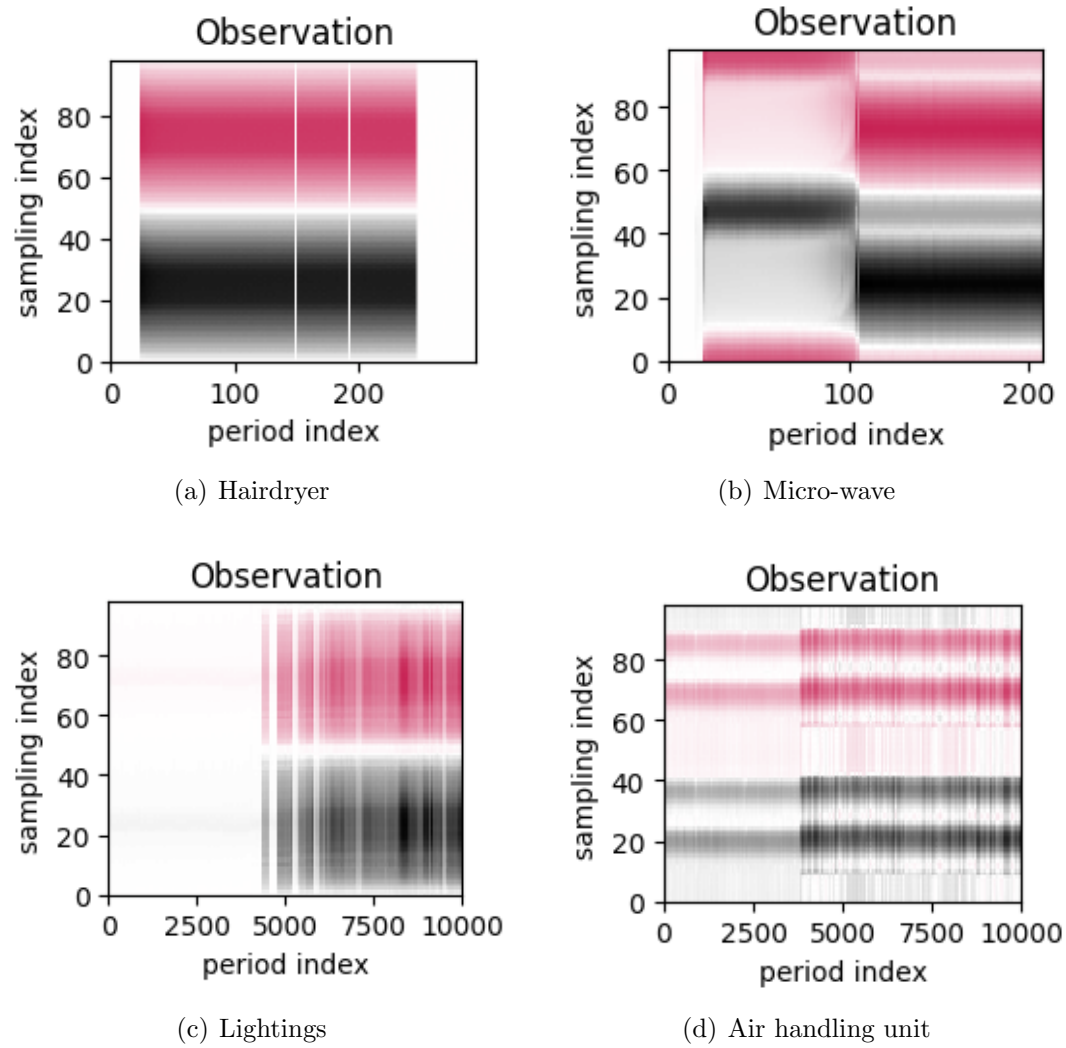 Observation
sampling index
80
60
40
20
0
0 100 200
period index
(a) Hairdryer
Observation
sampling index
80
60
40
20
0
0 100 200
period index
(b) Micro-wave
Observation
sampling index
80
60
40
20
0
0 2500 5000 7500 10000
period index
(c) Lightings
Observation
sampling index
80
60
40
20
0
0 2500 5000 7500 10000
period index
(d) Air handling unit